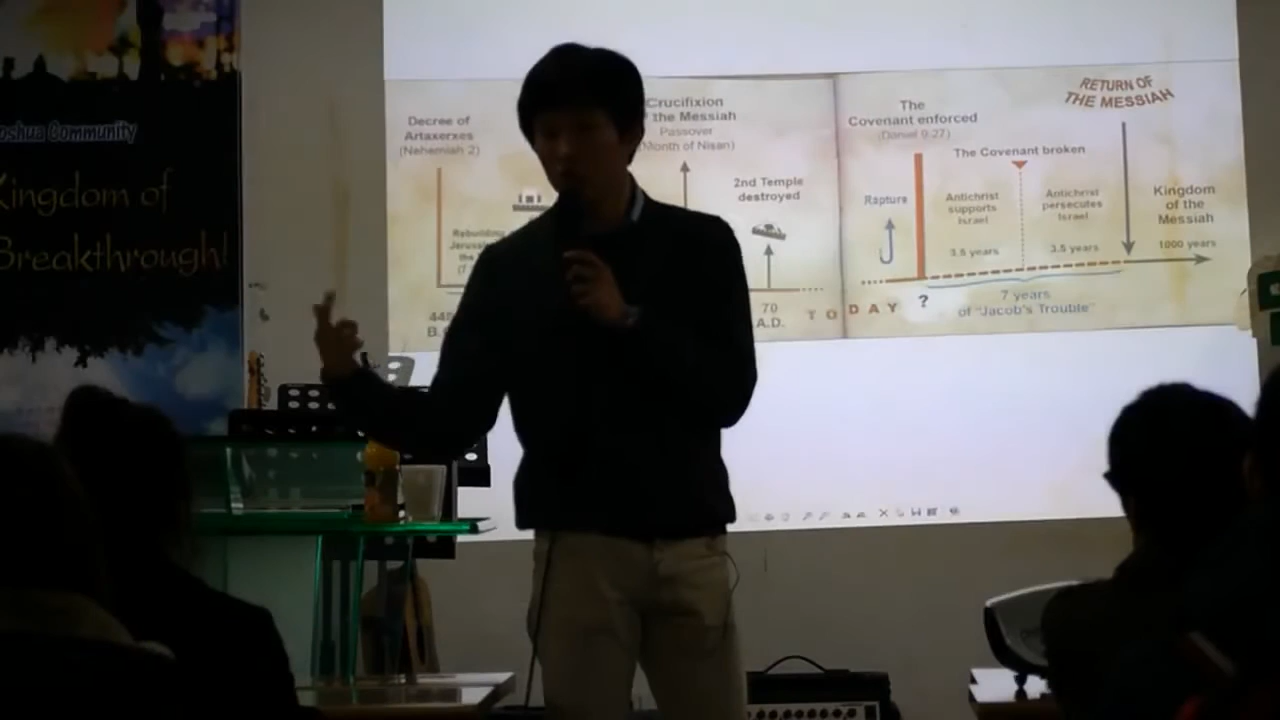 oshua Community
Kingdom of
Breakthrough!
Decree of
Artaxerxes
(Nehemiah 2)
Rebuilding
Crucifixion
the Messiah
Passover
(Month of Nisan)
2nd Temple
destroyed
70
A.D.
TODAY
The
Covenant enforced
(Daniel 9:27)
The Covenant broken
Rapture
Antichrist
supports
Israel
3.5 years
Antichrist
persecutes
Israel
3.5 years
RETURN OF
THE MESSIAH
Kingdom
of the
Messiah
1000 years
?
7 years
of "Jacob's Trouble"